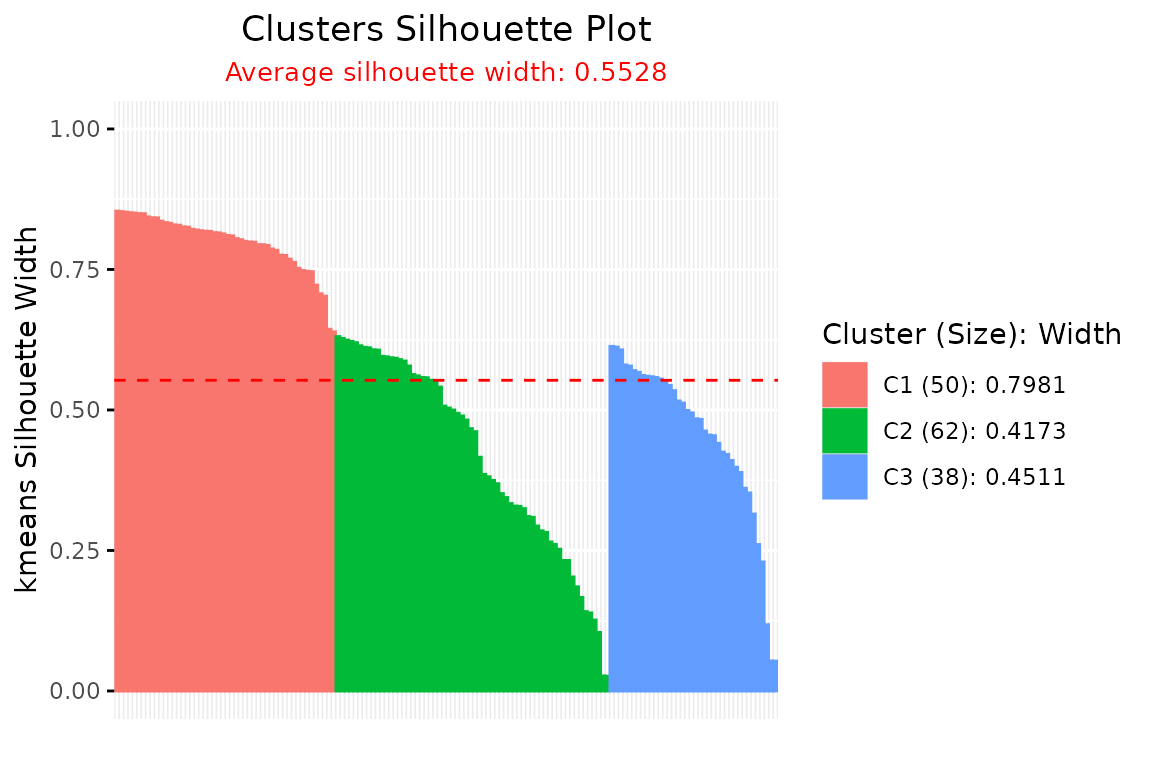 Clusters Silhouette Plot
Average silhouette width: 0.5528
kmeans Silhouette Width
1.00
0.75
0.50
0.25
0.00
Cluster (Size): Width
C1 (50): 0.7981
C2 (62): 0.4173
C3 (38): 0.4511